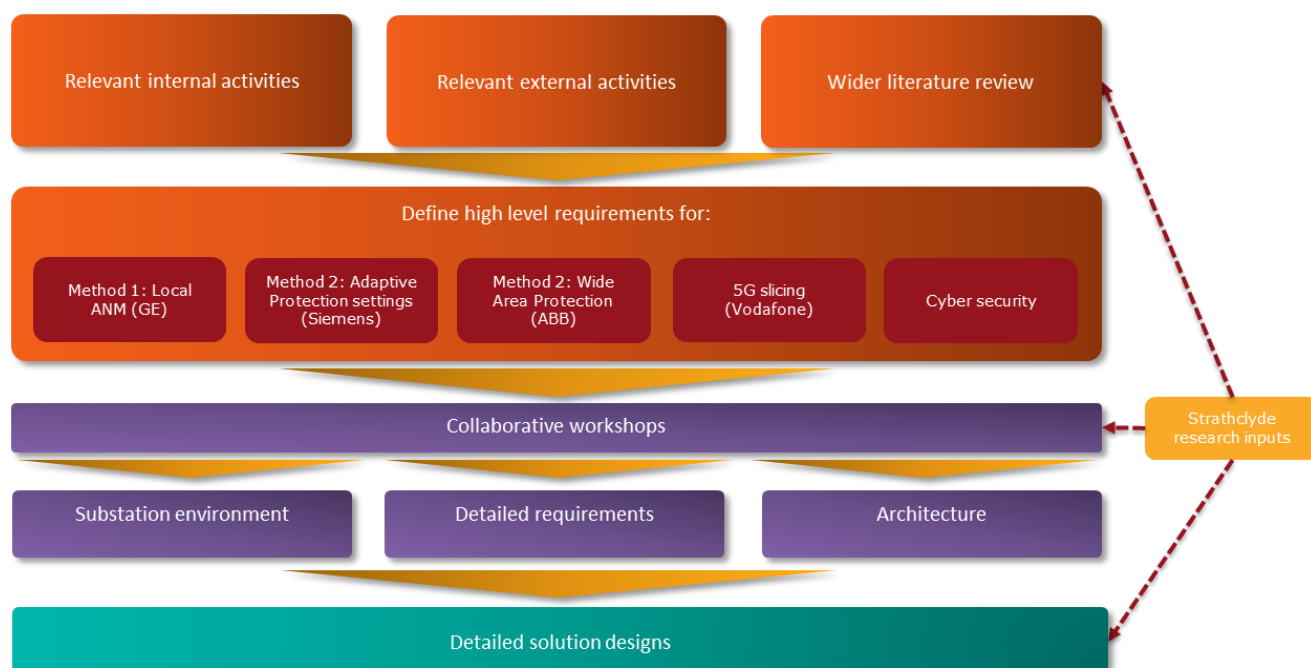 Relevant internal activities
Relevant external activities
Wider literature review
Define high level requirements for:
Method 1: Local
ANM (GE)
Method 2: Adaptive
Protection settings
(Siemens)
Method 2: Wide
Area Protection
(ABB)
5G slicing
(Vodafone)
Cyber security
Collaborative workshops
Strathclyde
research inputs
Substation environment
Detailed requirements
Architecture
Detailed solution designs